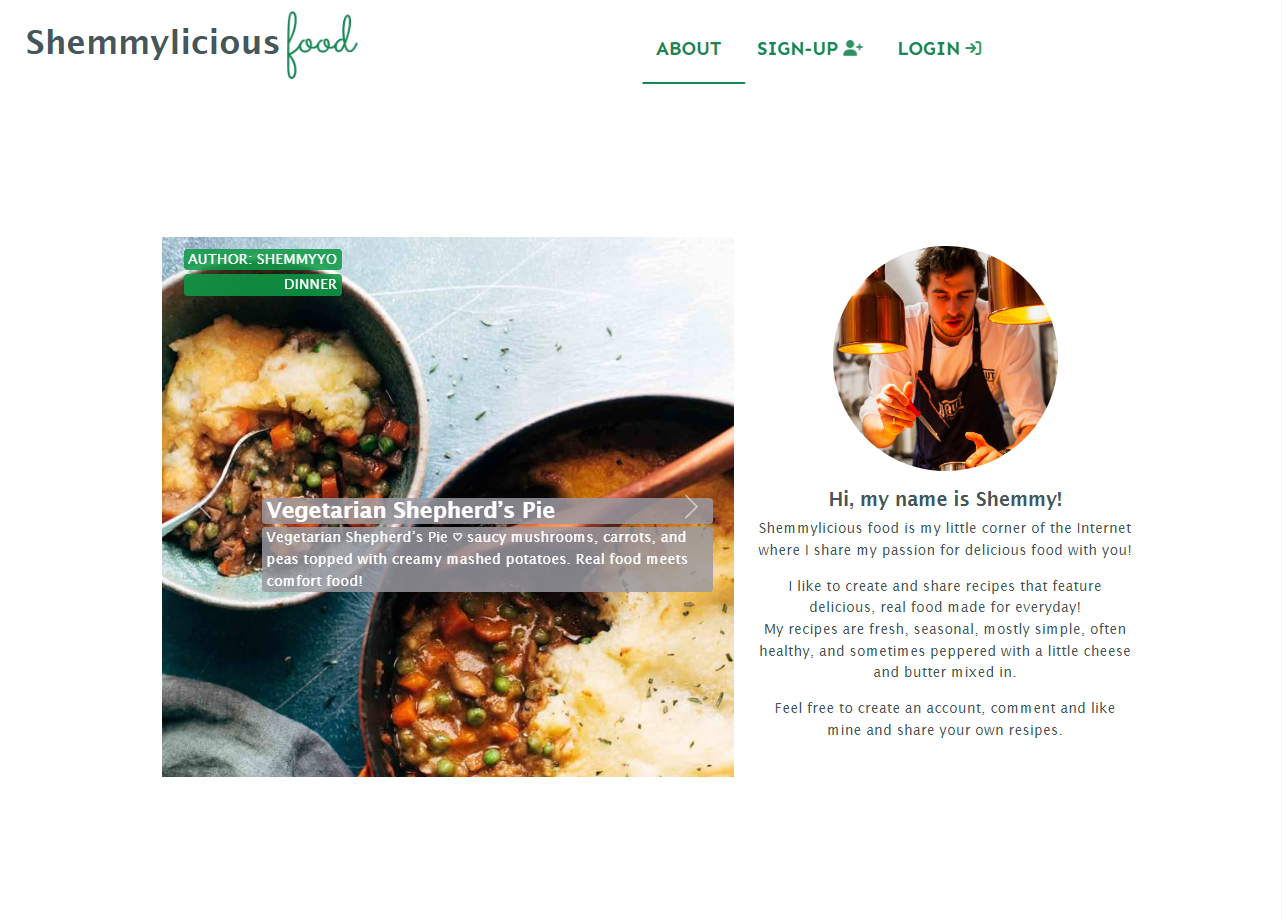 Shemmylicious food
ABOUT SIGN-UP LOGIN
AUTHOR: SHEMMYYO
DINNER
Vegetarian Shepherd’s Pie
Vegetarian Shepherd’s Pie ♡ saucy mushrooms, carrots, and
peas topped with creamy mashed potatoes. Real food meets
comfort food!
Hi, my name is Shemmy!
Shemmylicious food is my little corner of the Internet
where I share my passion for delicious food with you!
I like to create and share recipes that feature
delicious, real food made for everyday!
My recipes are fresh, seasonal, mostly simple, often
healthy, and sometimes peppered with a little cheese
and butter mixed in.
Feel free to create an account, comment and like
mine and share your own resipes.